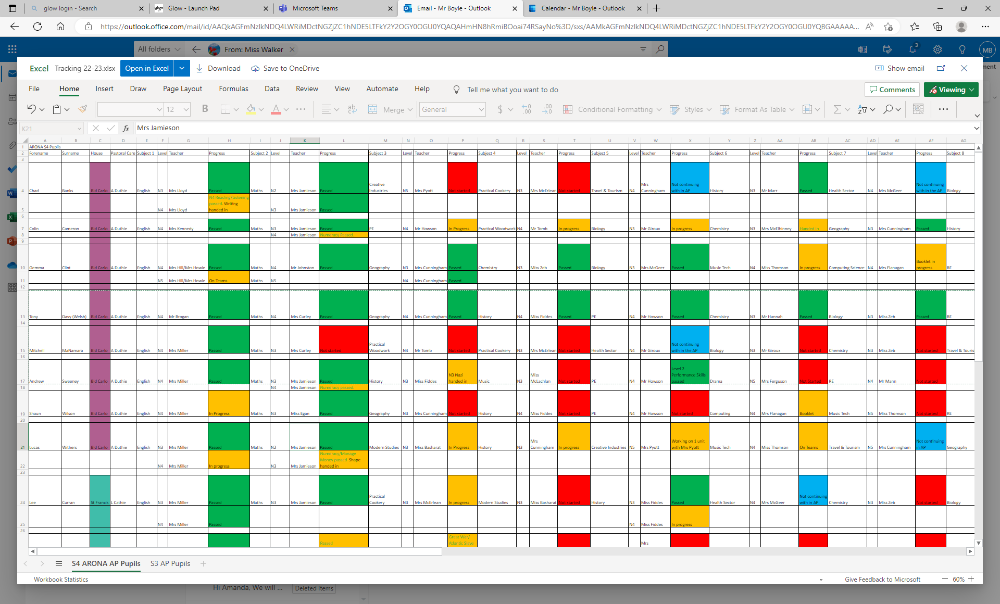 glow login - Search
Glow - Launch Pad
Microsoft Teams
Email - Mr Boyle - Outlook
Calendar - Mr Boyle - Outlook
https://outlook.office.com/mail/id/
All folders
From: Miss Walker
3
MB
Excel Tracking 22-23.xlsx Open in Excel Download Save to OneDrive Show email
File Home Insert Draw Page Layout Formulas Data Review View Automate Help Tell me what you want to do Comments Viewing
12 B A Merge General $ Conditional Formatting Styles Format As Table
K21 fx Mrs Jamieson
A B C D E F G H I J K L M N O P Q R S T U V W X Y Z AA AB AC AD AE AF AG
1 ARONA S4 Pupils
2 Forename Surname House Pastoral Care Subject 1 Level Teacher Progress Subject 2 Level Teacher Progress Subject 3 Level Teacher Progress Subject 4 Level Teacher Progress Subject 5 Level Teacher Progress Subject 6 Level Teacher Progress Subject 7 Level Teacher Progress Subject 8
3
4 Chad Banks Bld Carlo A Duthie English N3 Mrs Lloyd Passed Maths N2 Mrs Jamieson Passed Creative Industries N5 Mrs Pyott Not started Practical Cookery N3 Mrs McErlean Not started Travel & Tourism N4 Mrs Cunningham Not continuing with in AP History N3 Mr Marr Passed Health Sector N4 Mrs McGeer Not continuing with in the AP Biology
5 N4 Mrs Lloyd N4 Reading/Listening passed. Writing handed in N3 Mrs Jamieson Passed
6
7 Colin Cameron Bld Carlo A Duthie English N4 Mrs Kennedy Passed Maths N3 Mrs Jamieson Passed PE N4 Mr Howson In Progress Practical Woodwork N4 Mr Tomb In progress Biology N3 Mr Giroux In progress Chemistry N3 Mrs McElhinney Handed in Geography N3 Mrs Cunningham Passed History
8 N4 Mrs Jamieson Numeracy Passed.
9
10 Gemma Clint Bld Carlo A Duthie English N4 Mrs Hill/Mrs Howie Passed Maths N4 Mr Johnston Passed Geography N3 Mrs Cunningham Passed Chemistry N3 Miss Zeb Passed Biology N3 Mrs McGeer Passed Music Tech N4 Miss Thomson In progress Computing Science N4 Mrs Flanagan Booklet in progress RE
11 N5 Mrs Hill/Mrs Howie On Teams Maths N5 N4 Mrs Cunningham Passed
12
13 Tony Davy (Welsh) Bld Carlo A Duthie English N4 Mr Brogan Passed Maths N4 Mrs Curley Passed Geography N4 Mrs Cunningham Passed History N4 Miss Fiddes Passed PE N4 Mr Howson Passed Chemistry N3 Mr Hannah Passed Biology N3 Miss Zeb Passed RE
14
15 Mitchell MaNamara Bld Carlo A Duthie English N4 Mrs Miller Passed Maths N3 Mrs Curley Not started Practical Woodwork N4 Mr Tomb Not started Practical Cookery N3 Mrs McErlean Not started Health Sector N4 Mr Giroux Not continuing with in the AP Biology N3 Mr Giroux Not started Chemistry N3 Miss Zeb Not started Travel & Touris
16
17 Andrew Sweeney Bld Carlo A Duthie English N4 Mrs Miller Passed Maths N3 Mrs Jamieson Passed History N3 Miss Fiddes N3 Nazi handed in Music N3 Miss McLachlan Not started PE N4 Mr Howson Level 2 Performance Skills passed Drama N5 Mrs Ferguson Not Started RE N4 Mr Mann Not started
18 N4 Mrs Jamieson Numeracy passed.
19 Shaun Wilson Bld Carlo A Duthie English N4 Mrs Miller In Progress Maths N3 Miss Egan Passed Geography N3 Mrs Cunningham Not started History N4 Miss Fiddes Not started PE N4 Mr Howson Not started Computing N4 Mrs Flanagan Booklet Music Tech N5 Miss Thomson Not started RE
20
21 Lucas Withers Bld Carlo A Duthie English N3 Mrs Miller Passed Maths N2 Mrs Jamieson Passed Modern Studies N3 Miss Basharat In Progress History N3 Mrs Cunningham In progress Creative Industries N5 Mrs Pyott Working on 1 unit with Mrs Pyott Music Tech N4 Miss Thomson On Teams Travel & Tourism N5 Mrs Cunningham Not continuing in AP Geography
22 N4 Mrs Miller In progress N3 Mrs Jamieson Numeracy/Manage Money passed Shape handed in
23
24 Lee Curran St Francis L Cathie English N3 Mrs Miller Passed Maths N3 Mrs Jamieson Passed Practical Cookery N3 Mrs McErlean In progress Modern Studies N3 Miss Basharat Not started History N3 Miss Fiddes Passed Health Sector N4 Mrs McGeer Not continuing with in AP Chemistry N3 Miss Zeb Not started Biology
25 N4 Mrs Miller Passed N4 Miss Fiddes In progress
26
Passed Great War/ Atlantic Slave Mrs
S4 ARONA AP Pupils S3 AP Pupils
Workbook Statistics Give Feedback to Microsoft 60%
Hi Amanda, We will ... Deleted Items